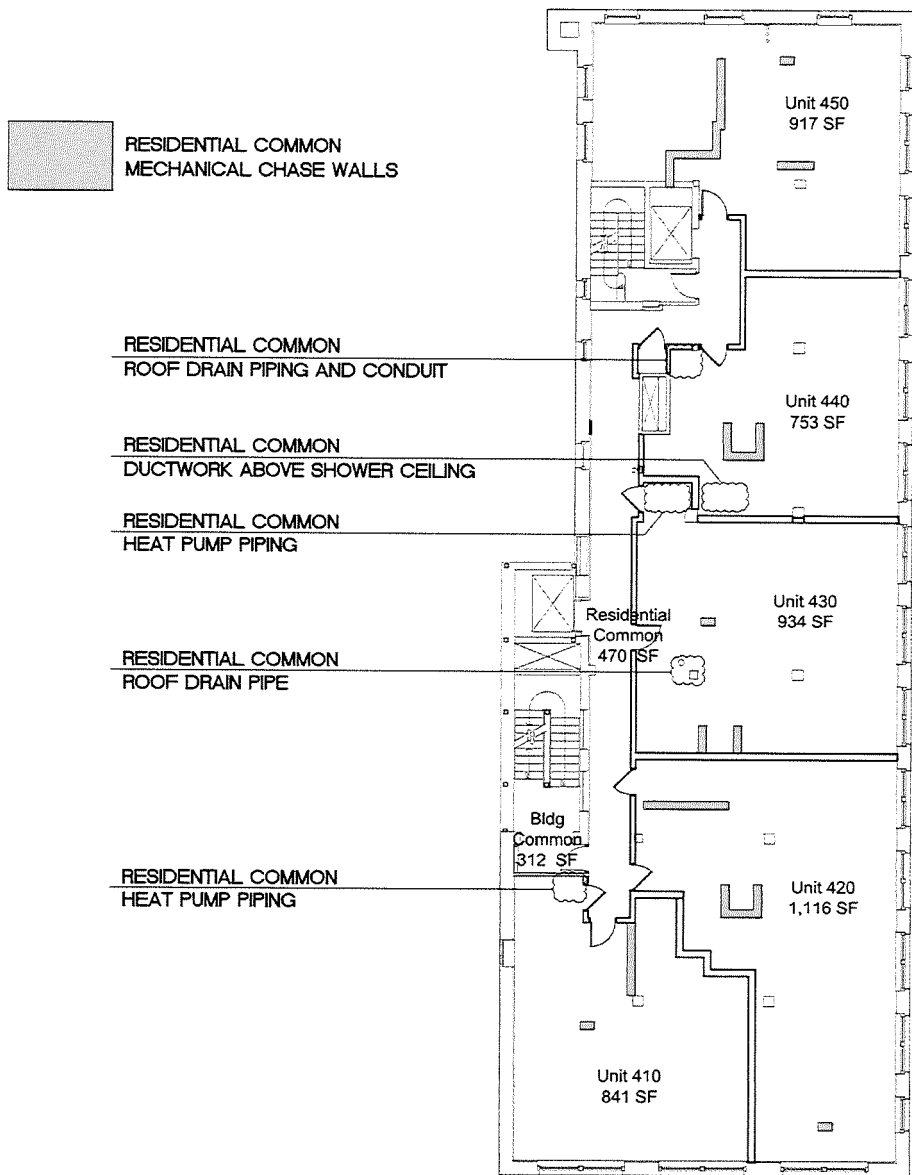 Unit 450
917 SF
RESIDENTIAL COMMON
MECHANICAL CHASE WALLS
RESIDENTIAL COMMON
ROOF DRAIN PIPING AND CONDUIT
Unit 440
753 SF
RESIDENTIAL COMMON
DUCTWORK ABOVE SHOWER CEILING
RESIDENTIAL COMMON
HEAT PUMP PIPING
Unit 430
934 SF
Residential
Common
470 SF
RESIDENTIAL COMMON
ROOF DRAIN PIPE
Bldg
Common
312 SF
RESIDENTIAL COMMON
HEAT PUMP PIPING
Unit 420
1,116 SF
Unit 410
841 SF